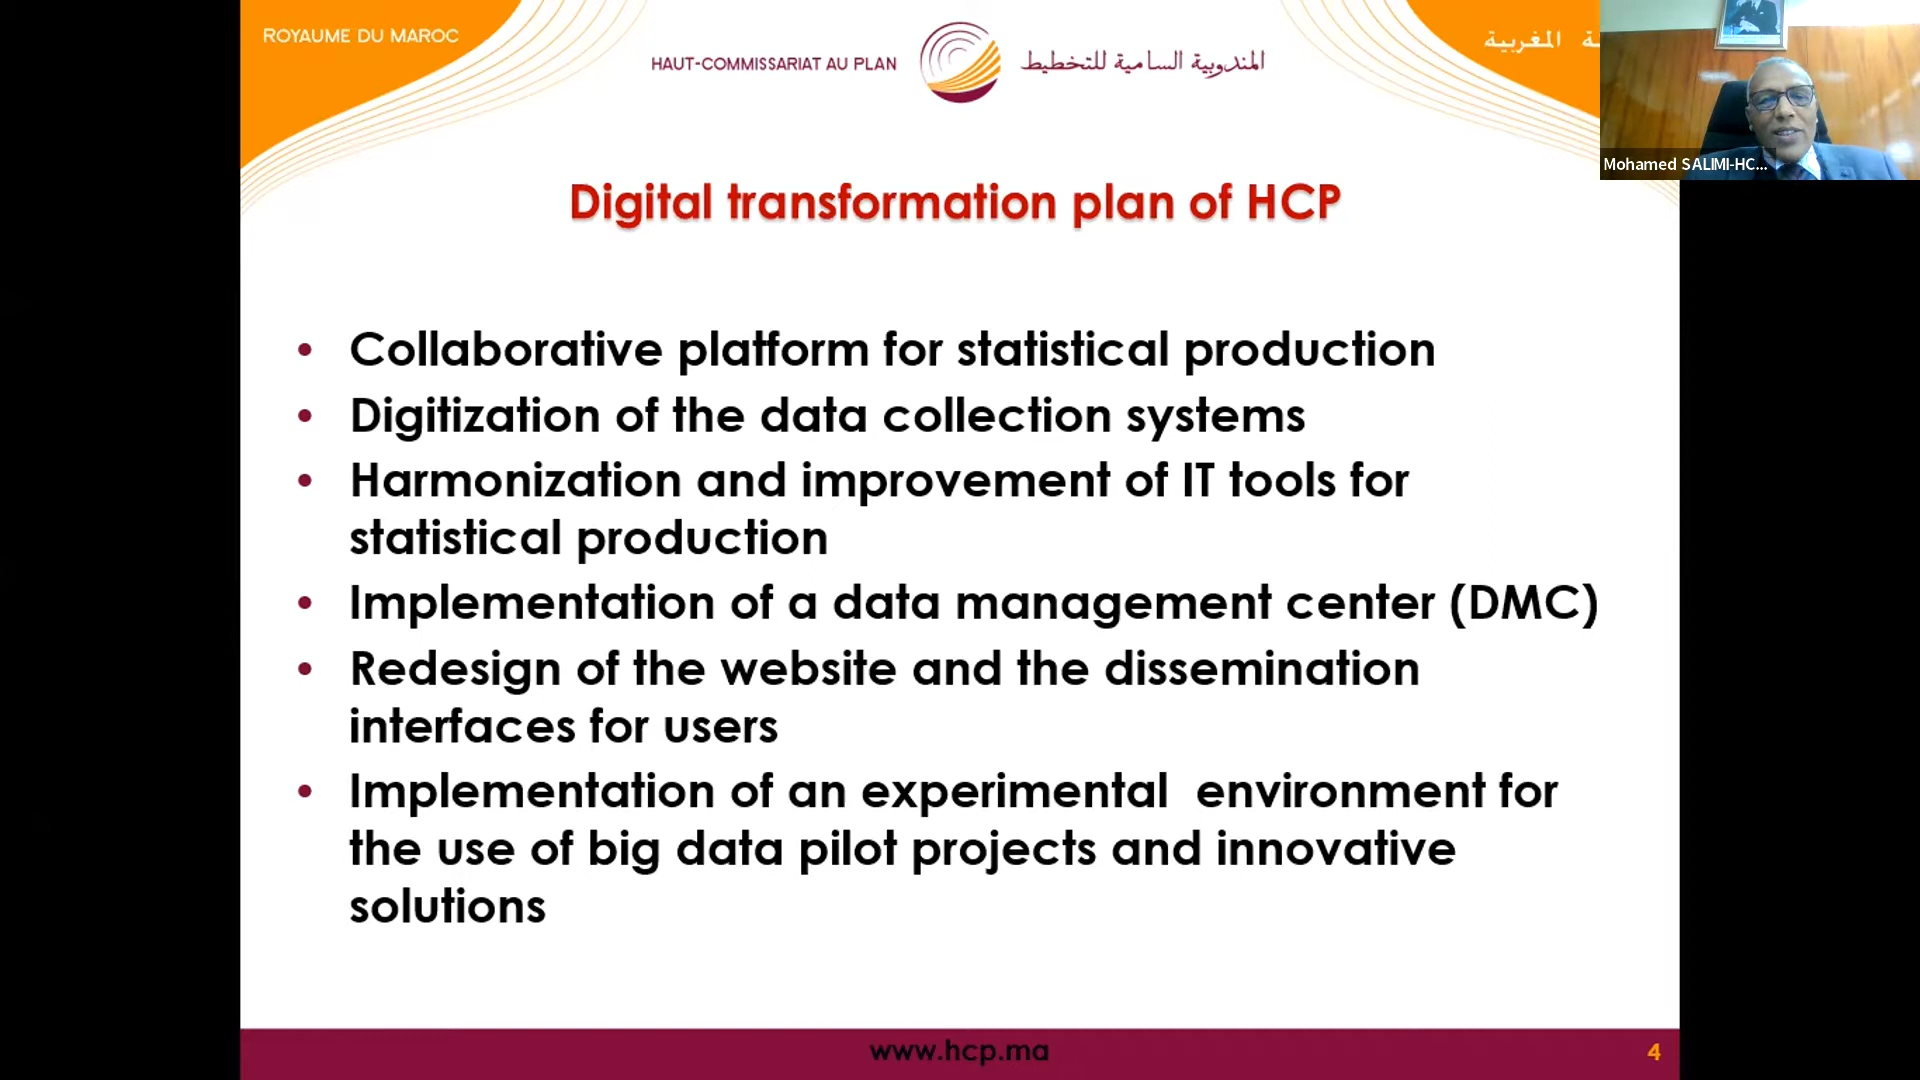 ROYAUME DU MAROC
HAUT-COMMISSARIAT AU PLAN
المندوبية السامية للتخطيط
المغربية
Mohamed SALIMI-HC...
Digital transformation plan of HCP
• Collaborative platform for statistical production
• Digitization of the data collection systems
• Harmonization and improvement of IT tools for
statistical production
• Implementation of a data management center (DMC)
• Redesign of the website and the dissemination
interfaces for users
• Implementation of an experimental environment for
the use of big data pilot projects and innovative
solutions
www.hcp.ma
4